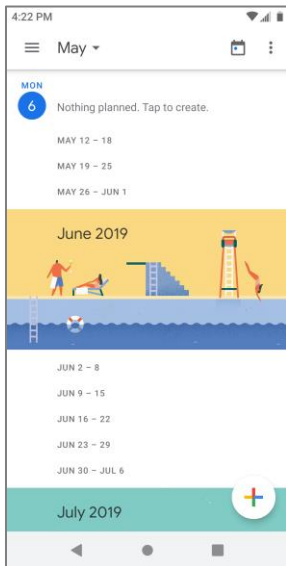 4:22 PM
May
MON
6
Nothing planned. Tap to create.
MAY 12 – 18
MAY 19 – 25
MAY 26 – JUN 1
June 2019
JUN 2 – 8
JUN 9 – 15
JUN 16 – 22
JUN 23 – 29
JUN 30 – JUL 6
July 2019